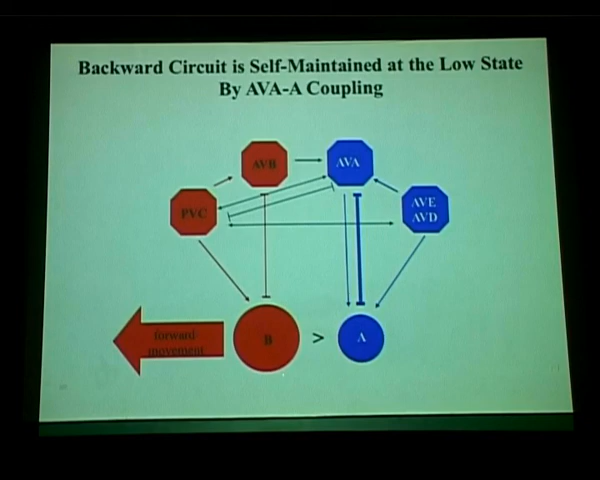 Backward Circuit is Self-Maintained at the Low State
By AVA-A Coupling
AVB
AVA
PVC
AVE
AVD
B
>
A
forward
movement